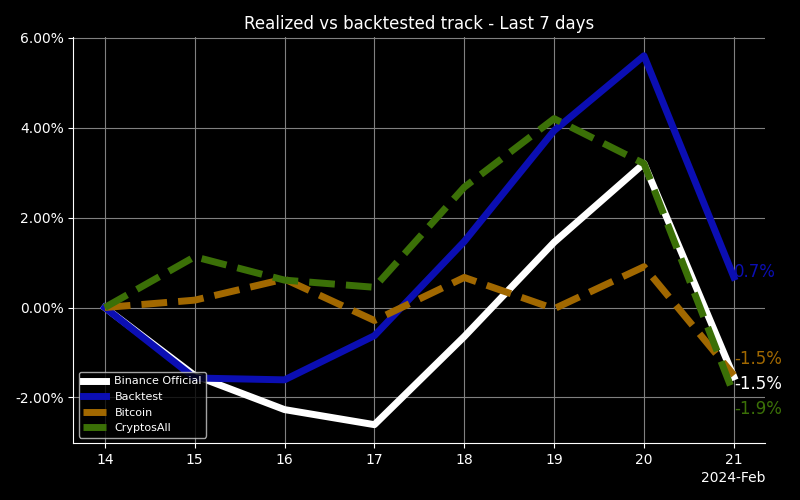 Realized vs backtested track - Last 7 days
6.00%
4.00%
2.00%
0.00%
-2.00%
0.7%
-1.5%
-1.5%
-1.9%
Binance Official
Backtest
Bitcoin
CryptosAll
14 15 16 17 18 19 20 21
2024-Feb